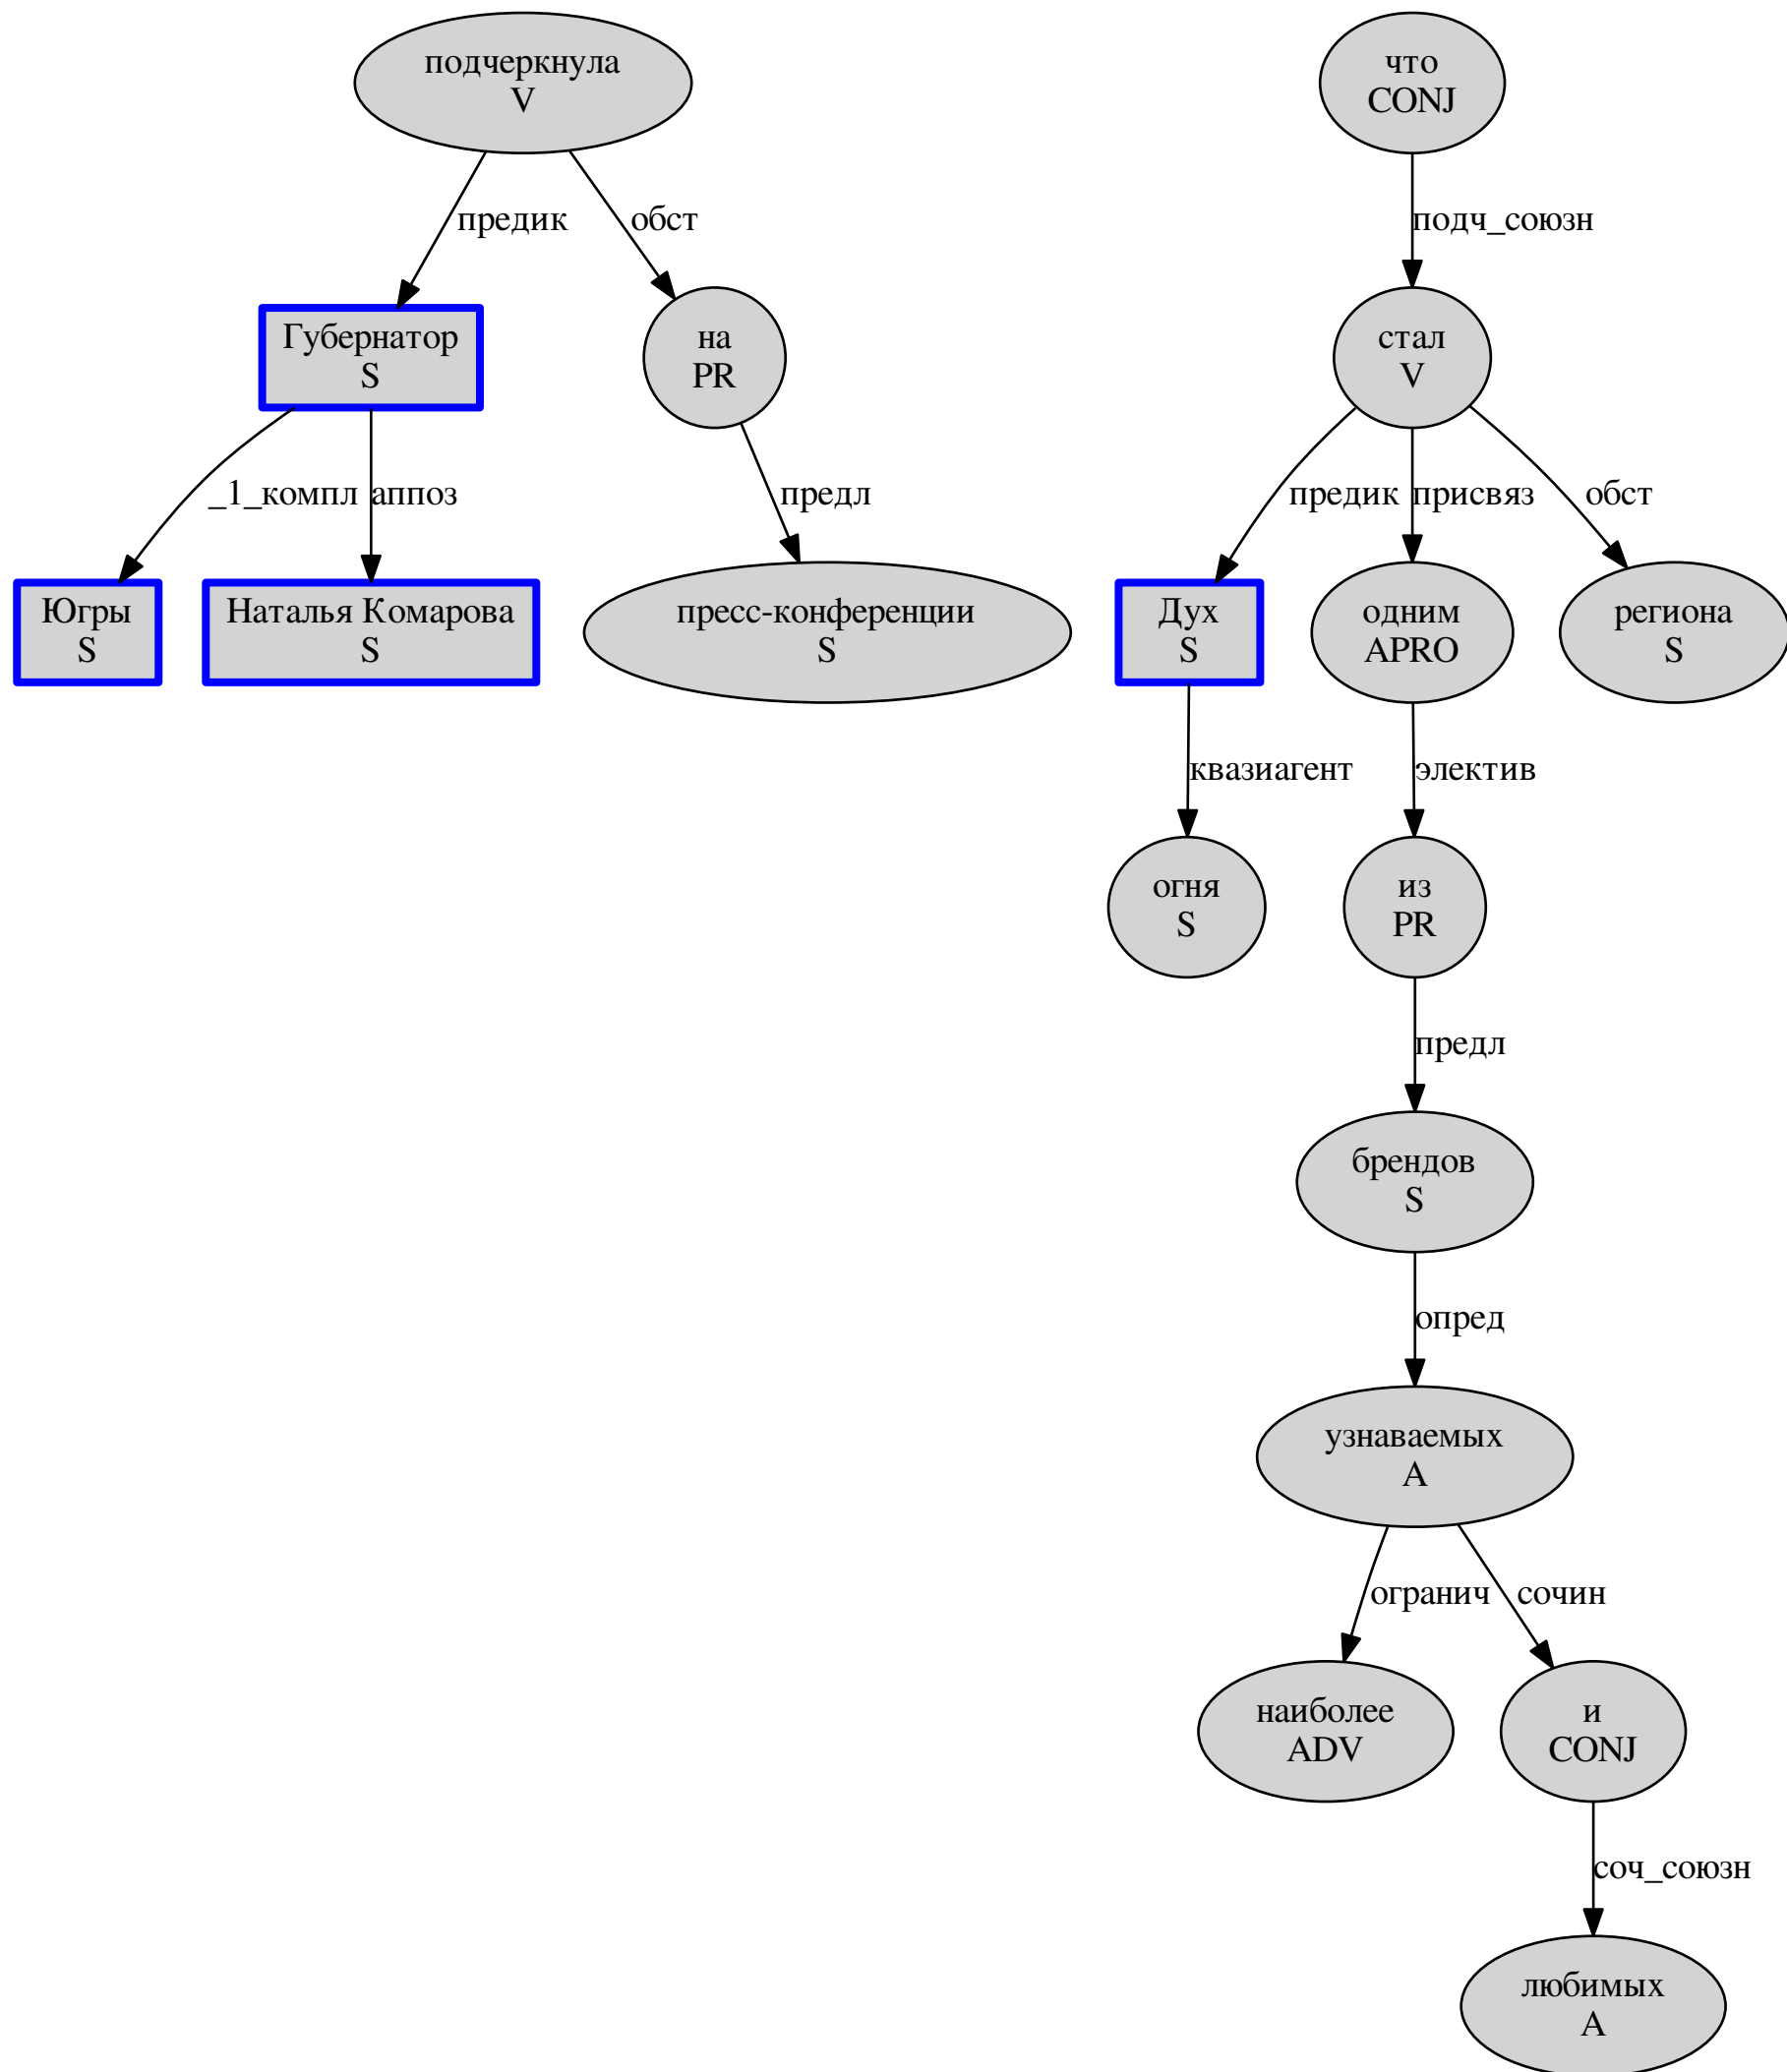 подчеркнула
V
что
CONJ
предик
обст
подч_союзн
Губернатор
S
на
PR
стал
V
_1_компл
аппоз
предл
предик
присвяз
обст
Югры
S
Наталья Комарова
S
пресс-конференции
S
Дух
S
одним
APRO
региона
S
квазиагент
электив
огня
S
из
PR
предл
брендов
S
опред
узнаваемых
A
огранич
сочин
наиболее
ADV
и
CONJ
соч_союзн
любимых
A